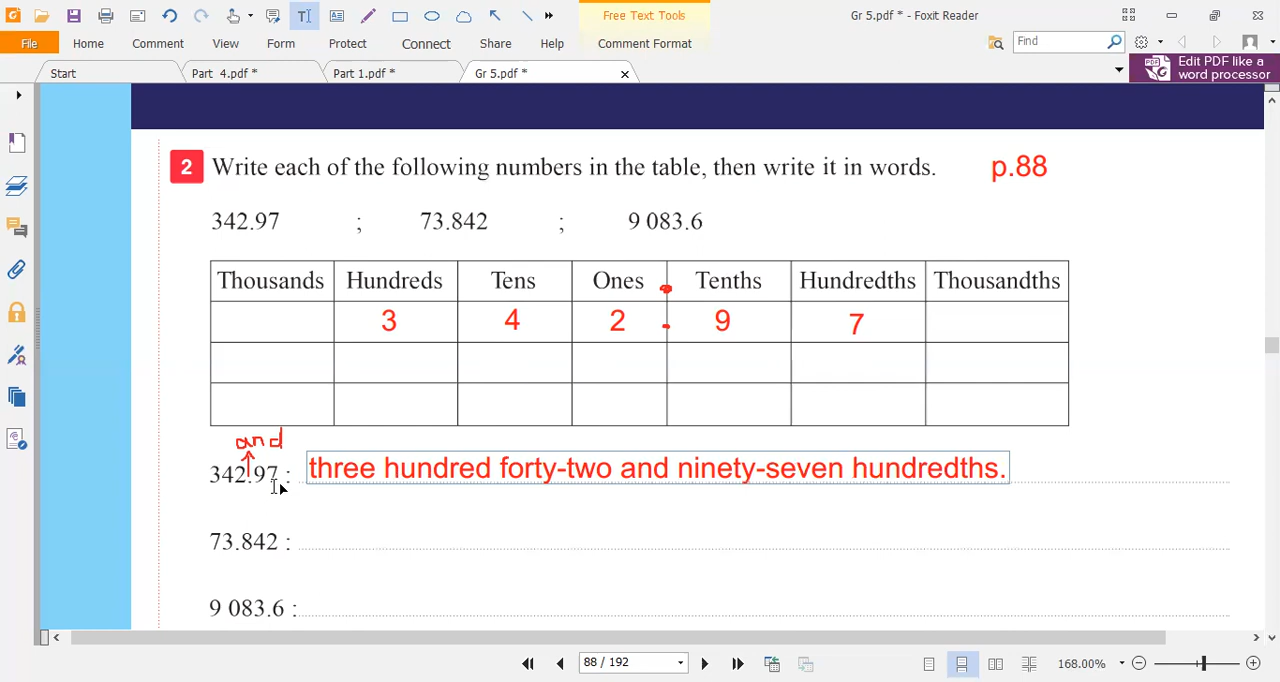 Free Text Tools
Gr 5.pdf * - Foxit Reader
File Home Comment View Form Protect Connect Share Help Comment Format Find
Edit PDF like a
word processor
Start Part 4.pdf * Part 1.pdf * Gr 5.pdf *
2 Write each of the following numbers in the table, then write it in words. p.88
342.97 ; 73.842 ; 9 083.6
Thousands Hundreds Tens Ones . Tenths Hundredths Thousandths
3 4 2 . 9 7
and
342.97 : three hundred forty-two and ninety-seven hundredths.
73.842 :
9 083.6 :
88 / 192 168.00%